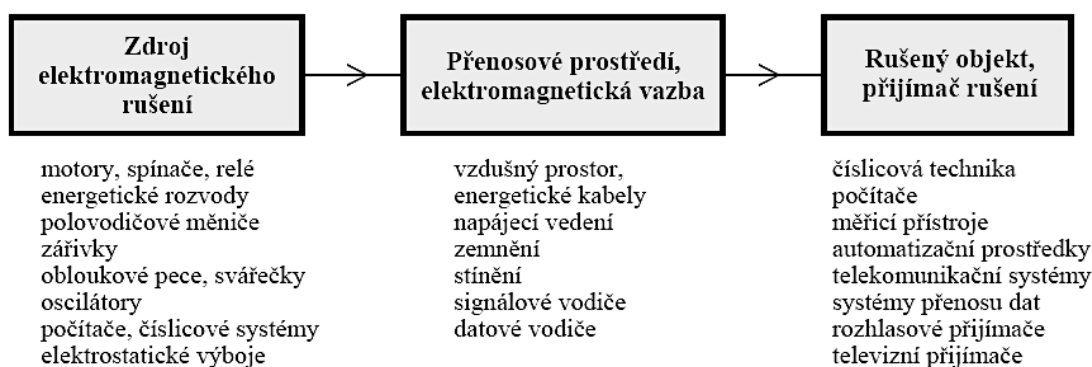 Zdroj
elektromagnetického
rušení
Přenosové prostředí,
elektromagnetická vazba
Rušený objekt,
přijímač rušení
motory, spínače, relé
energetické rozvody
polovodičové měniče
zářivky
obloukové pece, svářečky
oscilátory
počítače, číslicové systémy
elektrostatické výboje
vzdušný prostor,
energetické kabely
napájecí vedení
zemnění
stínění
signálové vodiče
datové vodiče
číslicová technika
počítače
měřicí přístroje
automatizační prostředky
telekomunikační systémy
systémy přenosu dat
rozhlasové přijímače
televizní přijímače